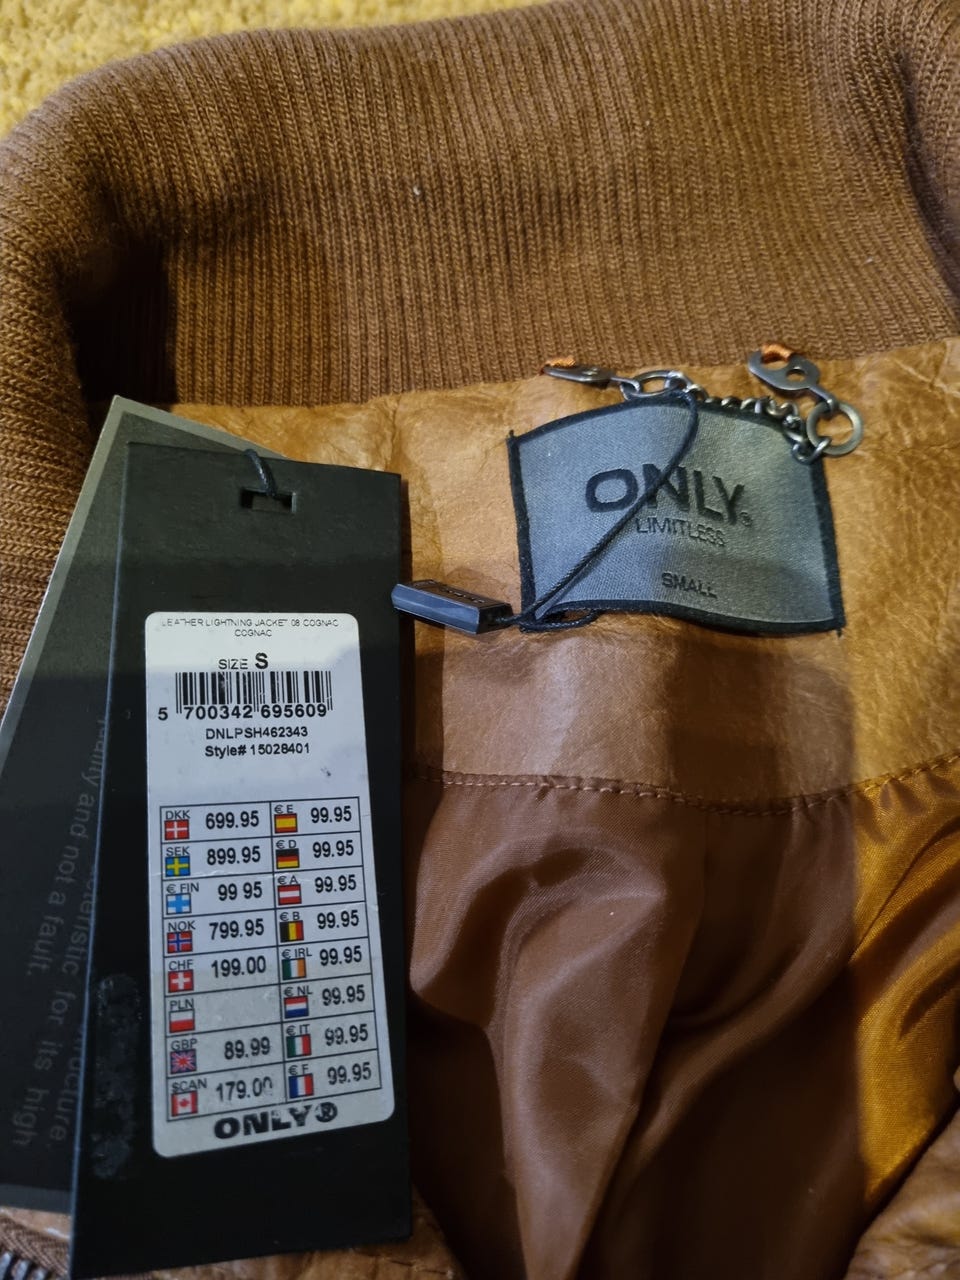 ONLY®
LIMITLESS
SMALL
LEATHER LIGHTNING JACKET 08 COGNAC
COGNAC
SIZE S
5 700342 695609
DNLPSH462343
Style# 15028401
DKK 699.95 € E 99.95
SEK 899.95 € D 99.95
€ FIN 99 95 € A 99.95
NOK 799.95 € B 99.95
CHF 199.00 € IRL 99.95
PLN € NL 99.95
GBP 89.99 € IT 99.95
$CAN 179.00 € F 99.95
ONLY®
and not a fault.
for its high